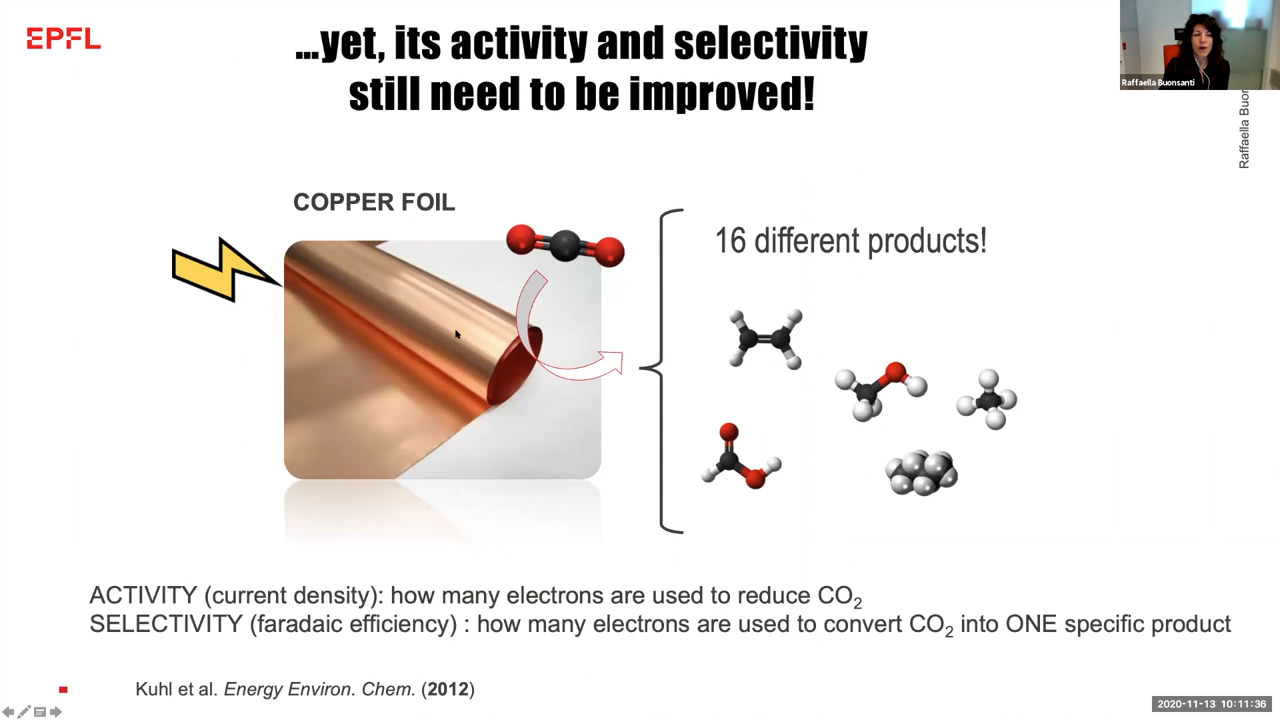 EPFL
...yet, its activity and selectivity
still need to be improved!
Raffaella Buonsanti
Raffaella Buon
COPPER FOIL
16 different products!
ACTIVITY (current density): how many electrons are used to reduce CO₂
SELECTIVITY (faradaic efficiency) : how many electrons are used to convert CO₂ into ONE specific product
Kuhl et al. Energy Environ. Chem. (2012)
2020-11-13 10:11:36